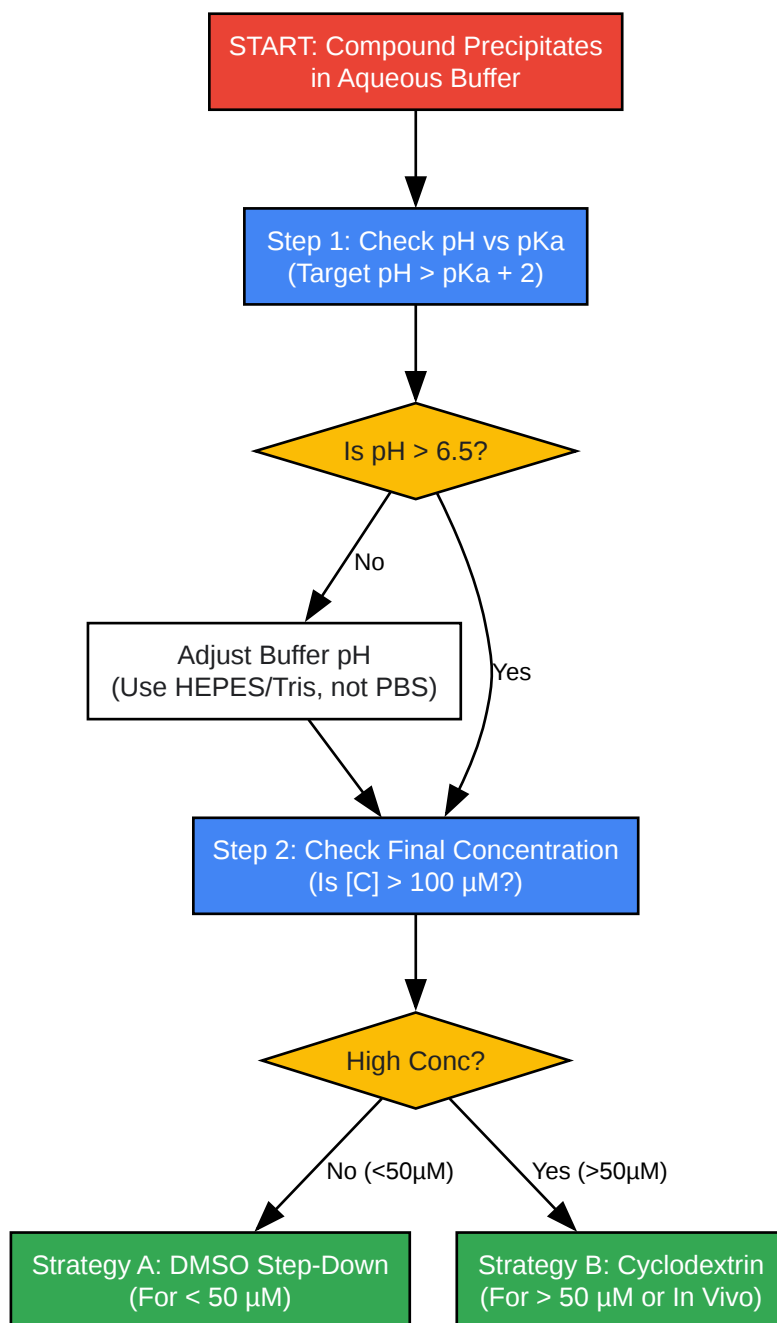 START: Compound Precipitates
in Aqueous Buffer
Step 1: Check pH vs pKa
(Target pH > pKa + 2)
Is pH > 6.5?
No
Adjust Buffer pH
(Use HEPES/Tris, not PBS)
Yes
Step 2: Check Final Concentration
(Is [C] > 100 µM?)
High Conc?
No (<50µM)
Yes (>50µM)
Strategy A: DMSO Step-Down
(For < 50 µM)
Strategy B: Cyclodextrin
(For > 50 µM or In Vivo)